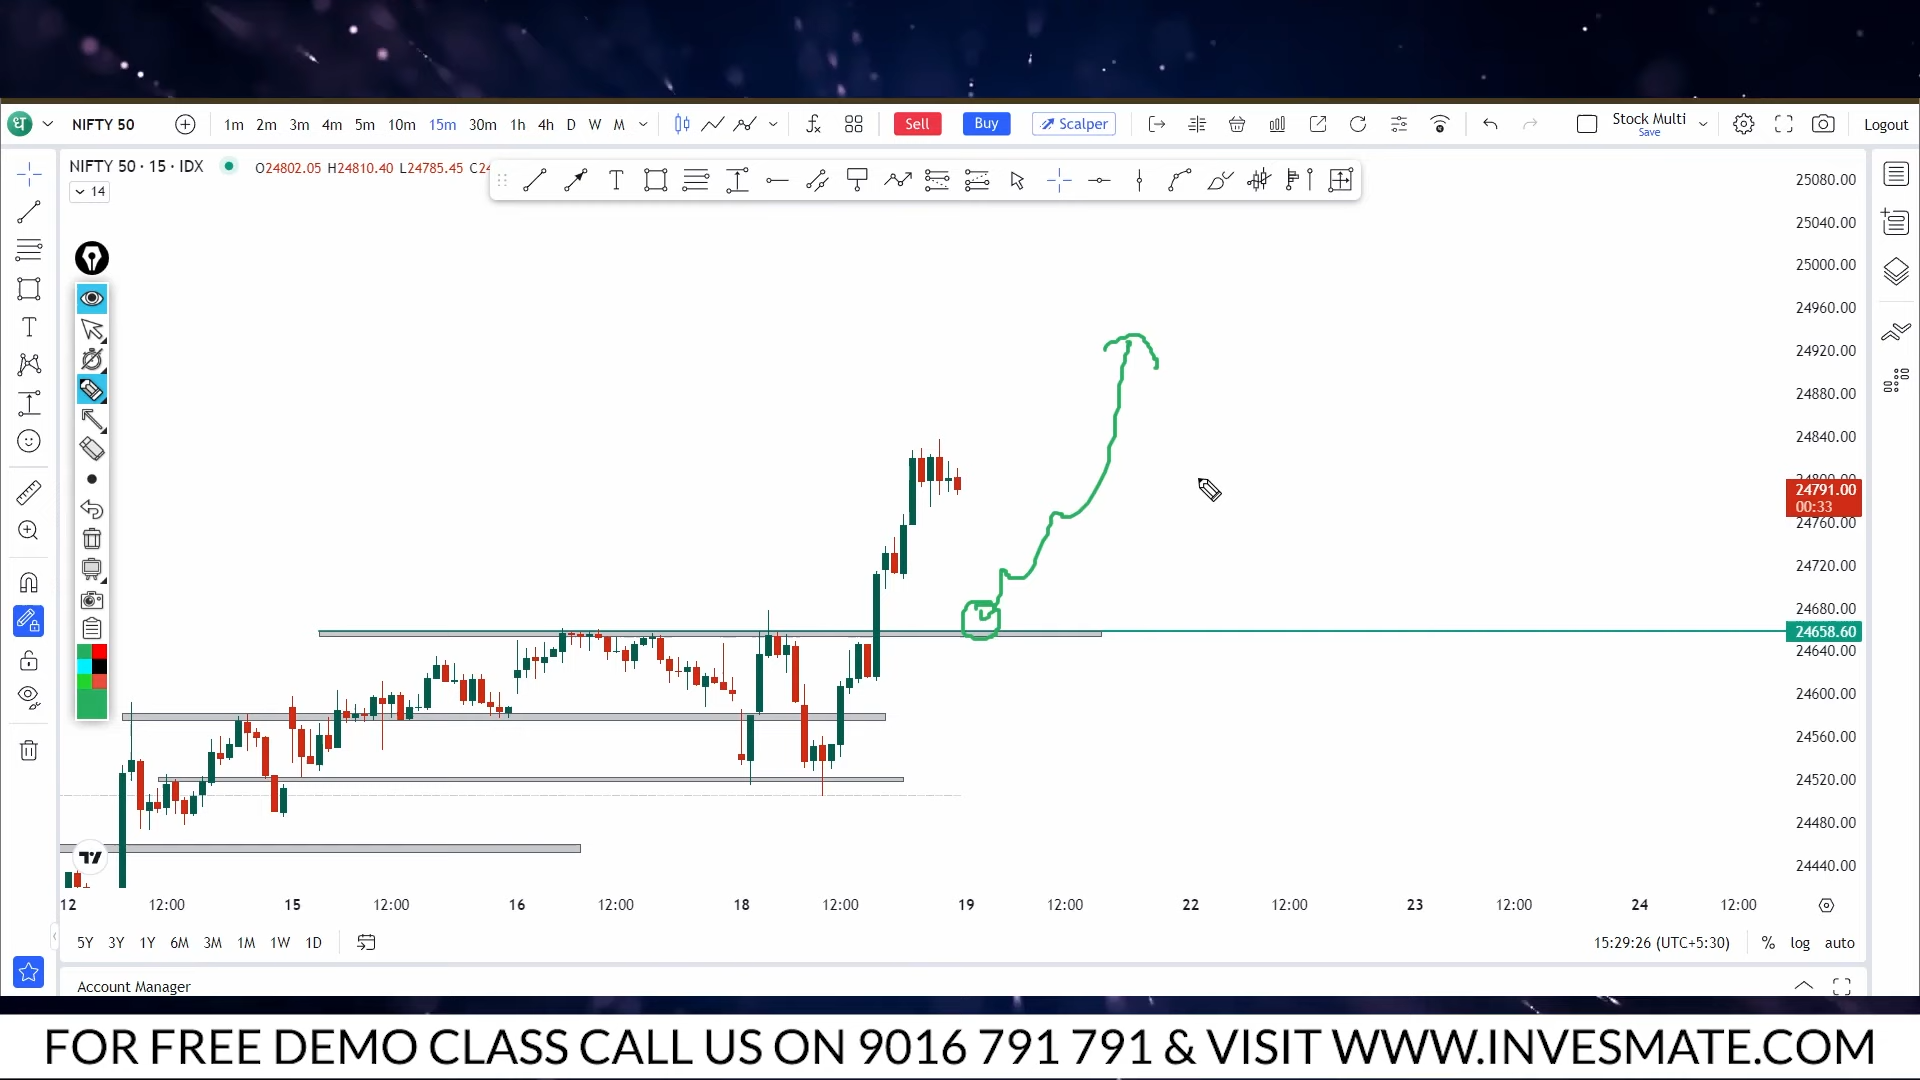 ध NIFTY 50 1m 2m 3m 4m 5m 10m 15m 30m 1h 4h D W M Sell Buy Scalper Stock Multi Logout
Save
NIFTY 50 · 15 · IDX O24802.05 H24810.40 L24785.45 C24
14
25080.00
25040.00
25000.00
24960.00
24920.00
24880.00
24840.00
24791.00
00:33
24760.00
24720.00
24680.00
24658.60
24640.00
24600.00
24560.00
24520.00
24480.00
24440.00
12 12:00 15 12:00 16 12:00 18 12:00 19 12:00 22 12:00 23 12:00 24 12:00
5Y 3Y 1Y 6M 3M 1M 1W 1D 15:29:26 (UTC+5:30) % log auto
Account Manager
FOR FREE DEMO CLASS CALL US ON 9016 791 791 & VISIT WWW.INVESMATE.COM